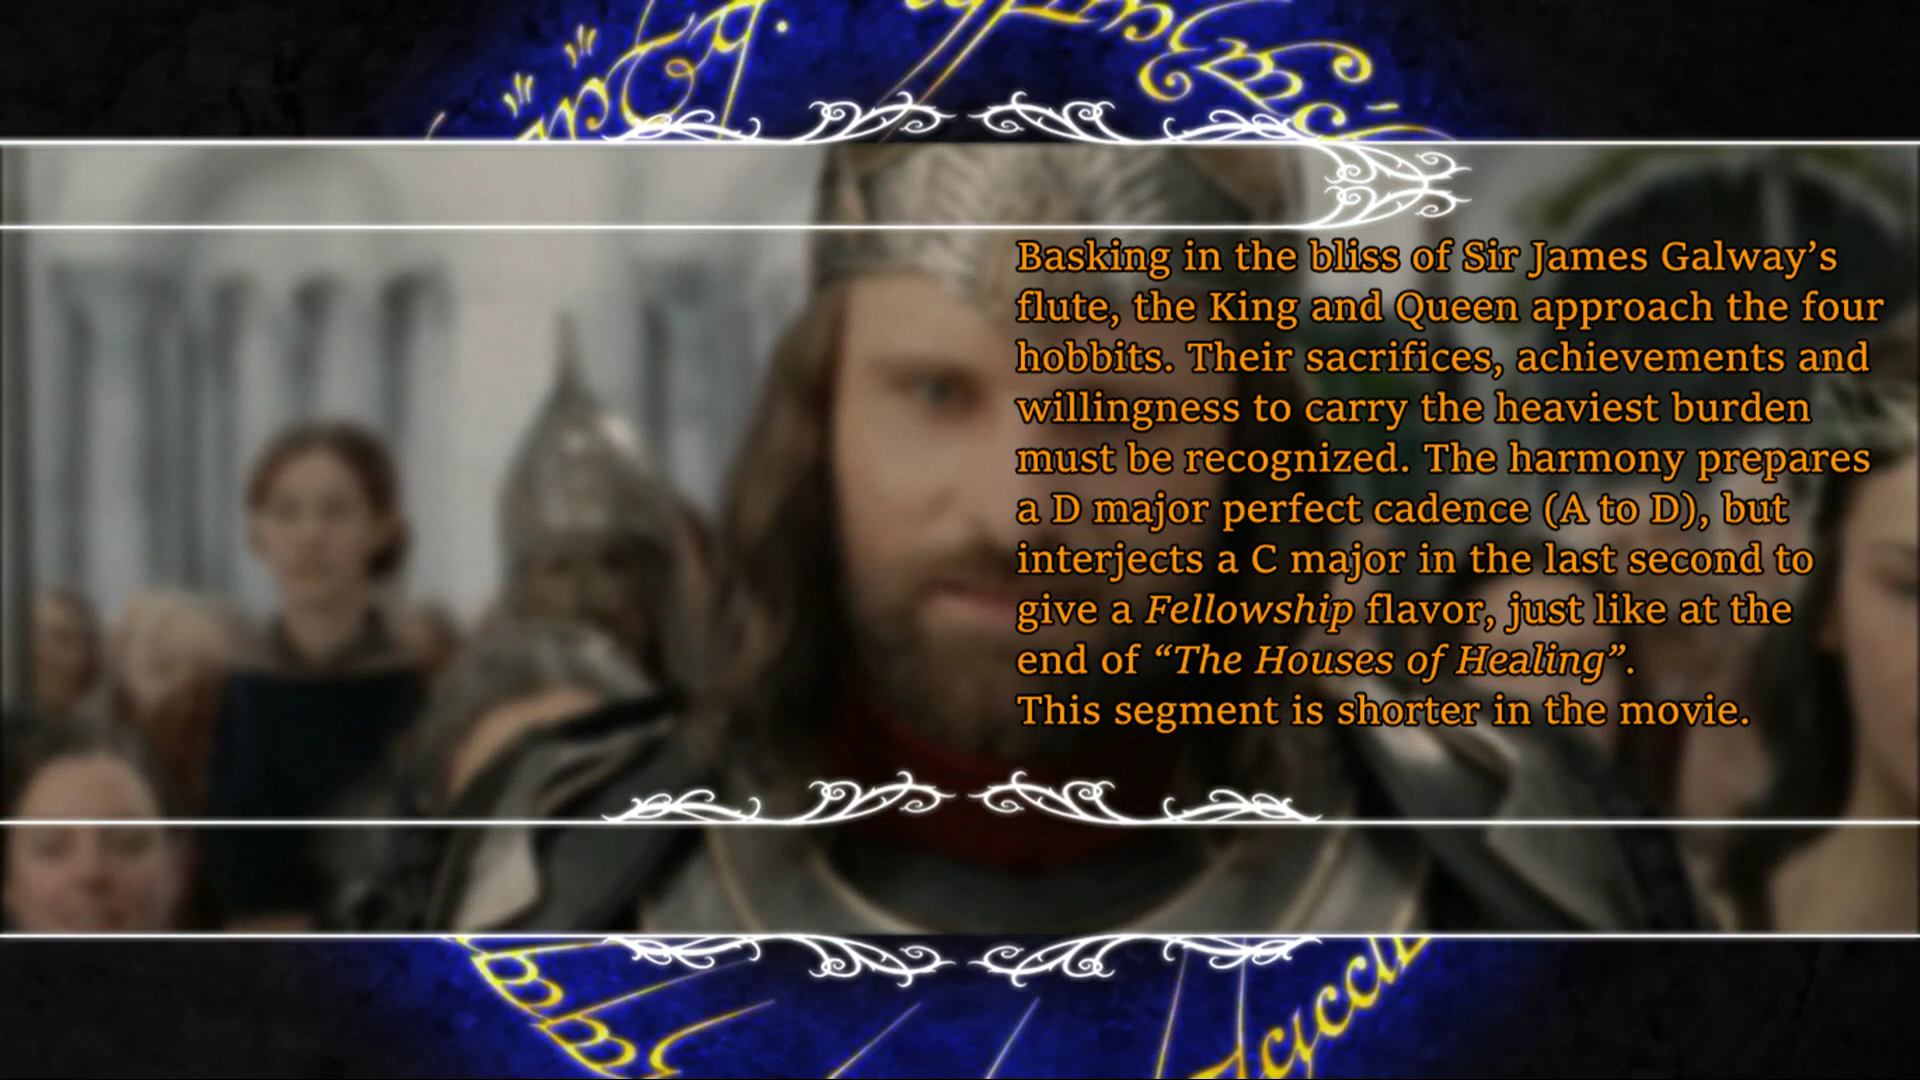 Basking in the bliss of Sir James Galway’s
flute, the King and Queen approach the four
hobbits. Their sacrifices, achievements and
willingness to carry the heaviest burden
must be recognized. The harmony prepares
a D major perfect cadence (A to D), but
interjects a C major in the last second to
give a Fellowship flavor, just like at the
end of “The Houses of Healing”.
This segment is shorter in the movie.